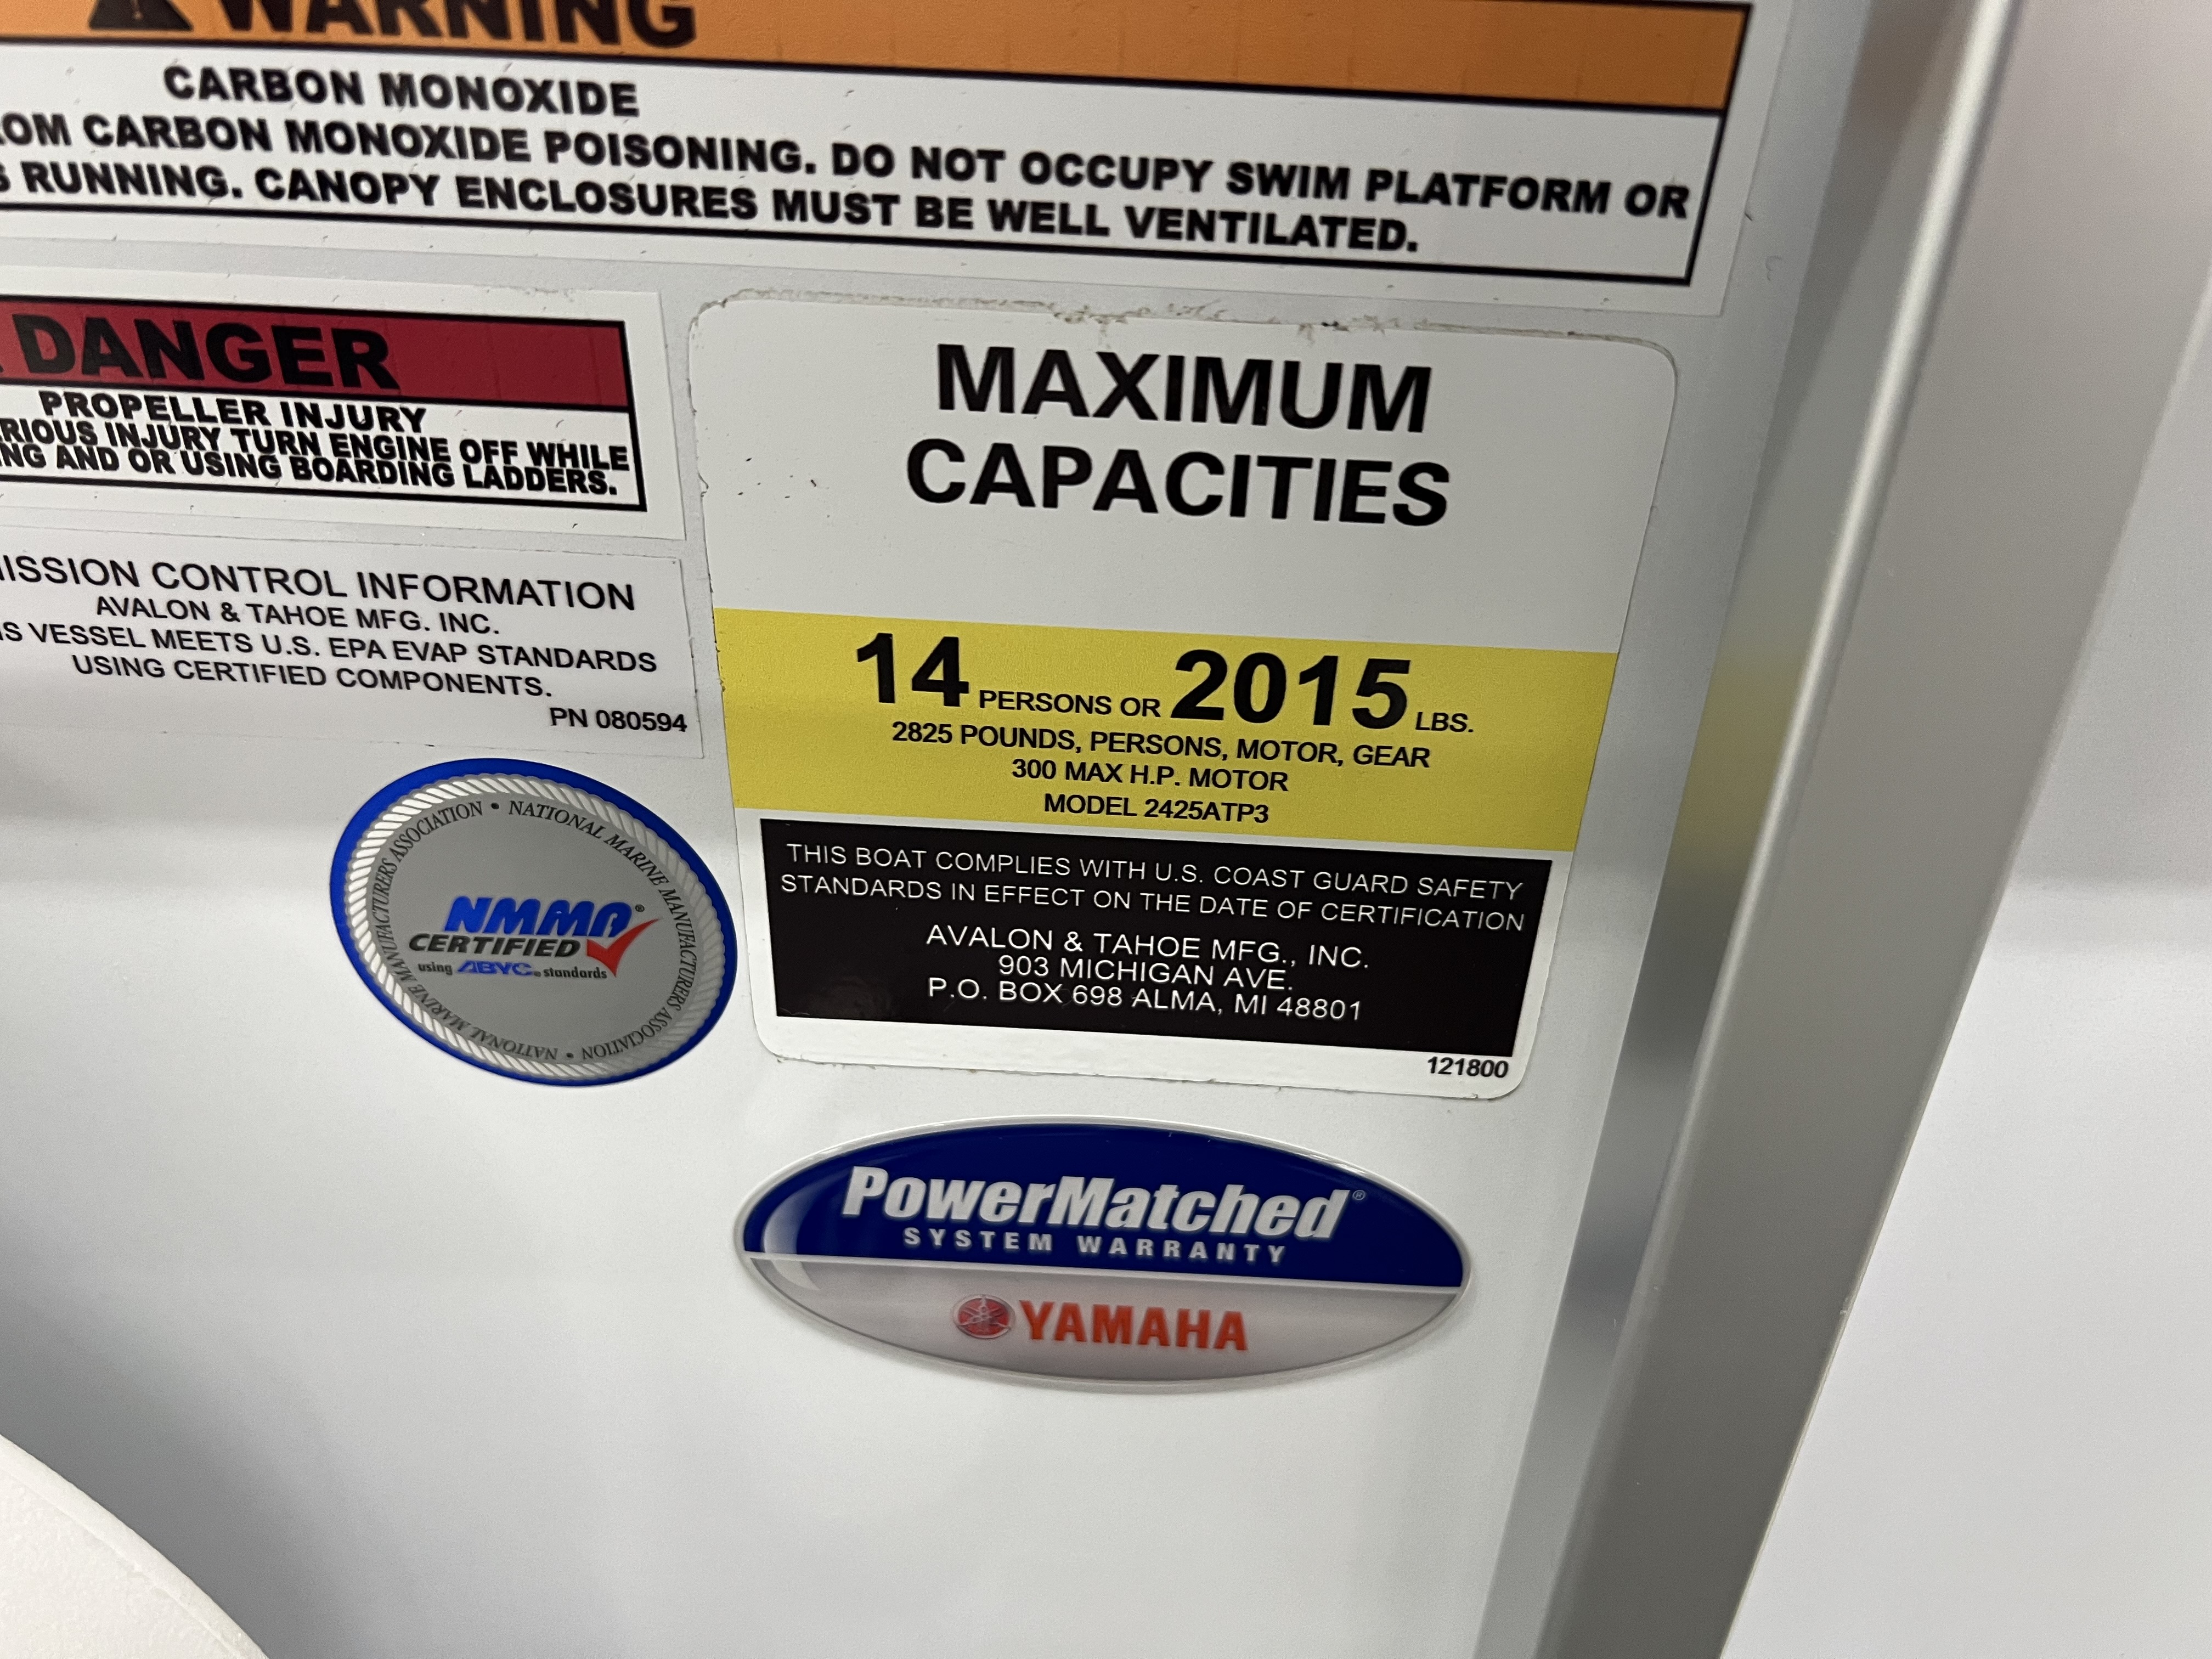 WARNING
CARBON MONOXIDE
OM CARBON MONOXIDE POISONING. DO NOT OCCUPY SWIM PLATFORM OR
S RUNNING. CANOPY ENCLOSURES MUST BE WELL VENTILATED.
DANGER
PROPELLER INJURY
RIOUS INJURY TURN ENGINE OFF WHILE
NG AND OR USING BOARDING LADDERS.
MISSION CONTROL INFORMATION
AVALON & TAHOE MFG. INC.
IS VESSEL MEETS U.S. EPA EVAP STANDARDS
USING CERTIFIED COMPONENTS.
PN 080594
NATIONAL MARINE MANUFACTURERS ASSOCIATION • NATIONAL MARINE MANUFACTURERS ASSOCIATION •
NMMA®
CERTIFIED
using ABYC® standards
MAXIMUM
CAPACITIES
14 PERSONS OR 2015 LBS.
2825 POUNDS, PERSONS, MOTOR, GEAR
300 MAX H.P. MOTOR
MODEL 2425ATP3
THIS BOAT COMPLIES WITH U.S. COAST GUARD SAFETY
STANDARDS IN EFFECT ON THE DATE OF CERTIFICATION
AVALON & TAHOE MFG., INC.
903 MICHIGAN AVE.
P.O. BOX 698 ALMA, MI 48801
121800
PowerMatched®
SYSTEM WARRANTY
YAMAHA